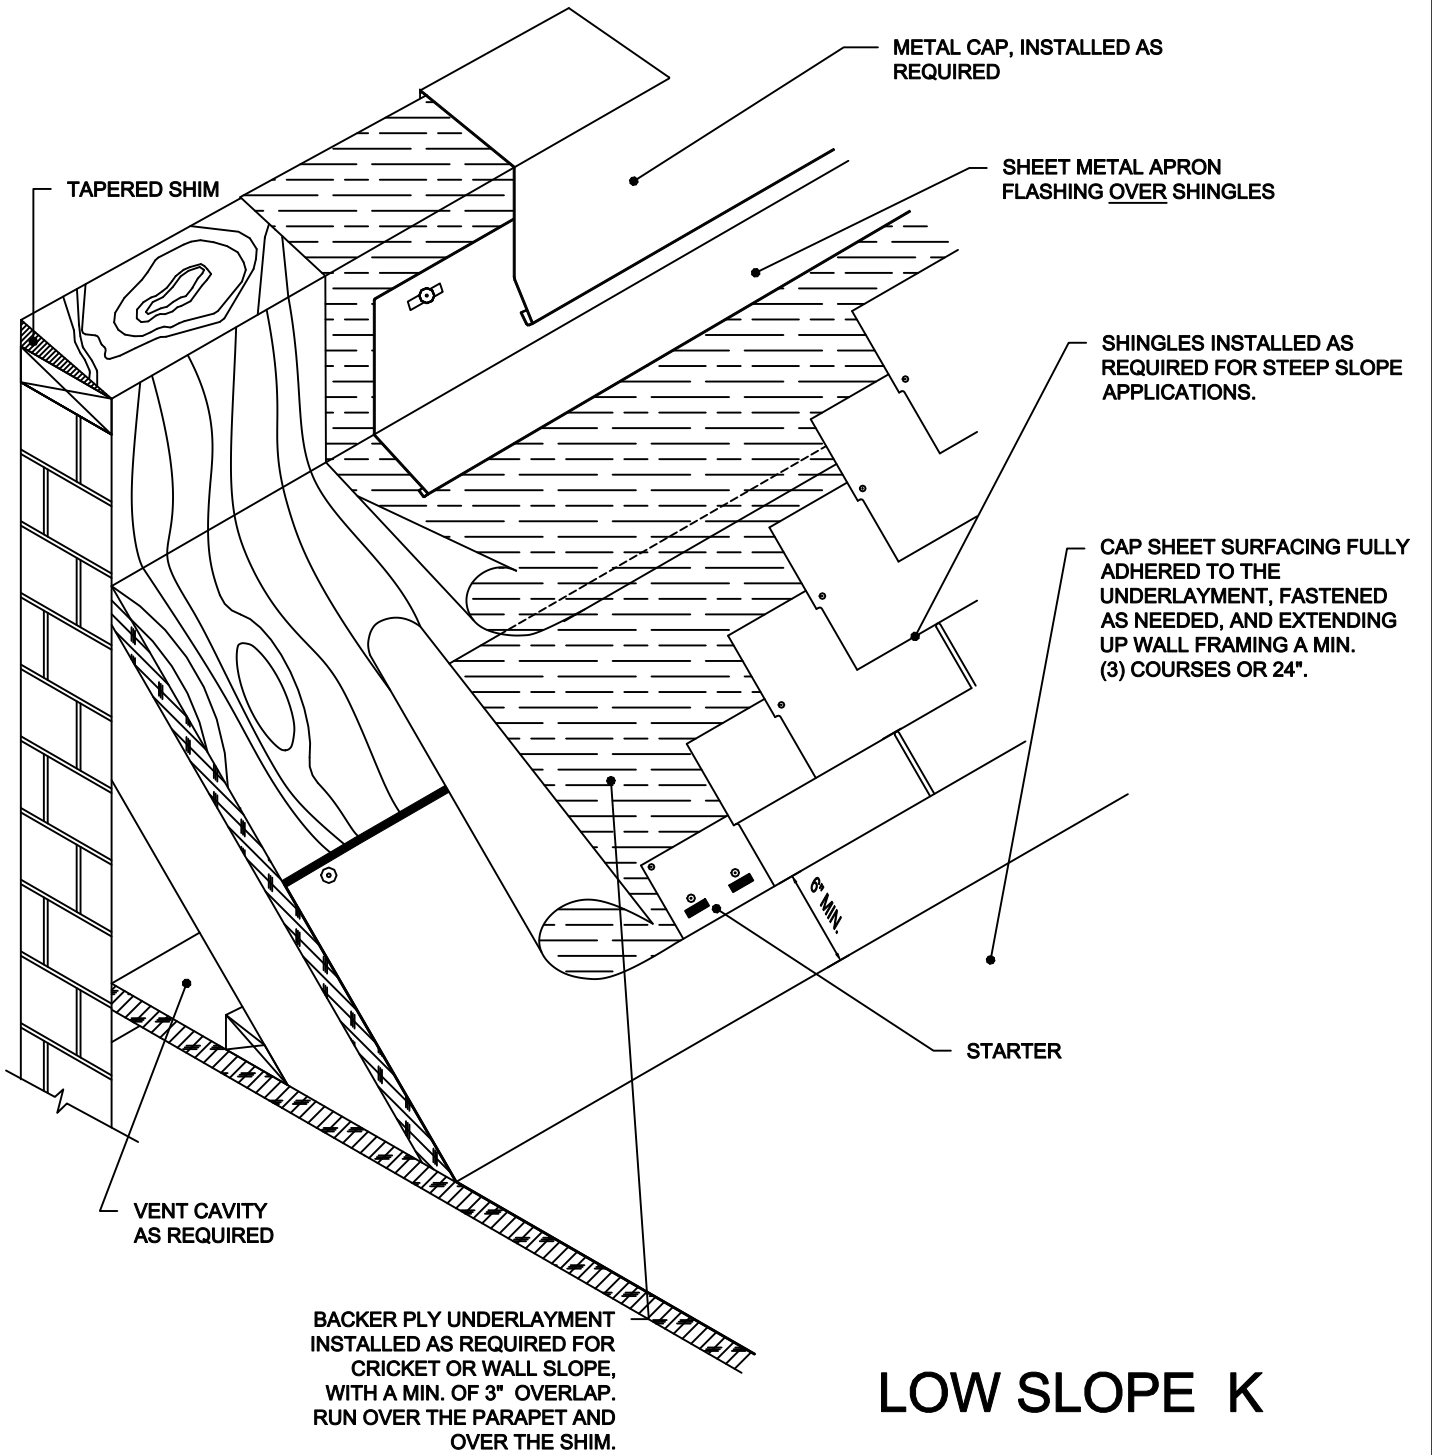 METAL CAP, INSTALLED AS
REQUIRED
SHEET METAL APRON
FLASHING OVER SHINGLES
TAPERED SHIM
SHINGLES INSTALLED AS
REQUIRED FOR STEEP SLOPE
APPLICATIONS.
CAP SHEET SURFACING FULLY
ADHERED TO THE
UNDERLAYMENT, FASTENED
AS NEEDED, AND EXTENDING
UP WALL FRAMING A MIN.
(3) COURSES OR 24".
6" MIN.
STARTER
VENT CAVITY
AS REQUIRED
BACKER PLY UNDERLAYMENT
INSTALLED AS REQUIRED FOR
CRICKET OR WALL SLOPE,
WITH A MIN. OF 3" OVERLAP.
RUN OVER THE PARAPET AND
OVER THE SHIM.
LOW SLOPE K